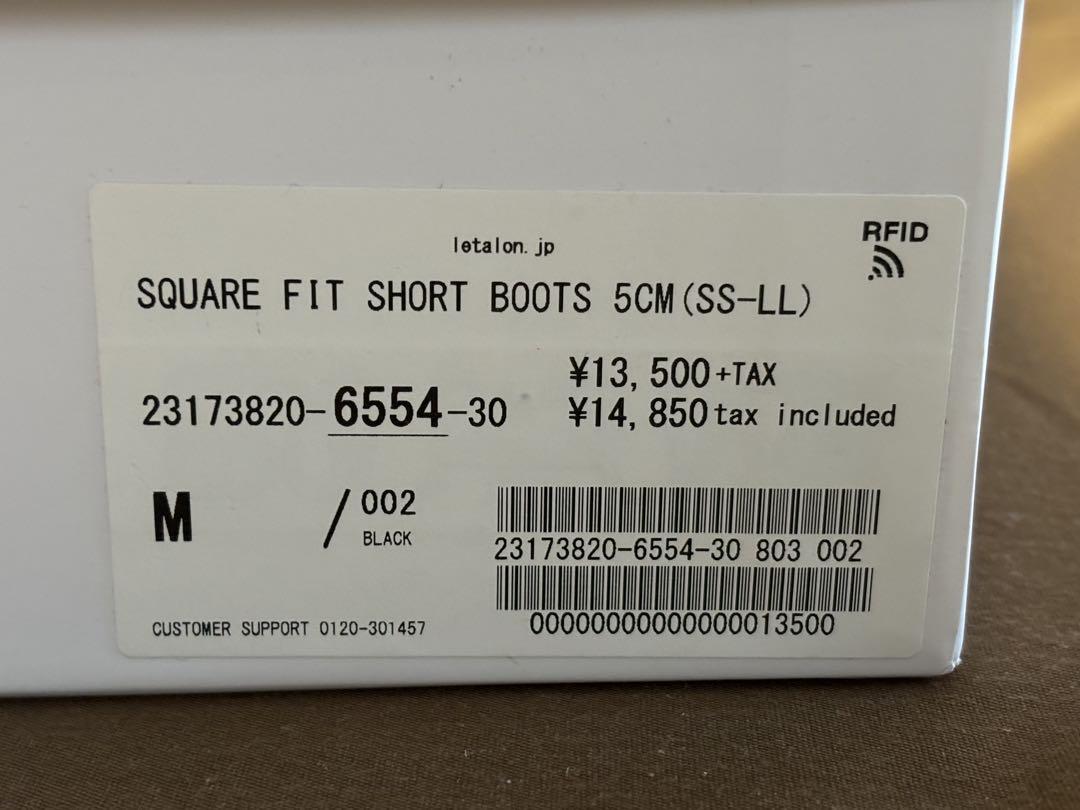 letalon.jp
RFID
SQUARE FIT SHORT BOOTS 5CM(SS-LL)
¥13,500+TAX
23173820-6554-30
¥14,850 tax included
M / 002
BLACK
23173820-6554-30 803 002
CUSTOMER SUPPORT 0120-301457
000000000000000013500